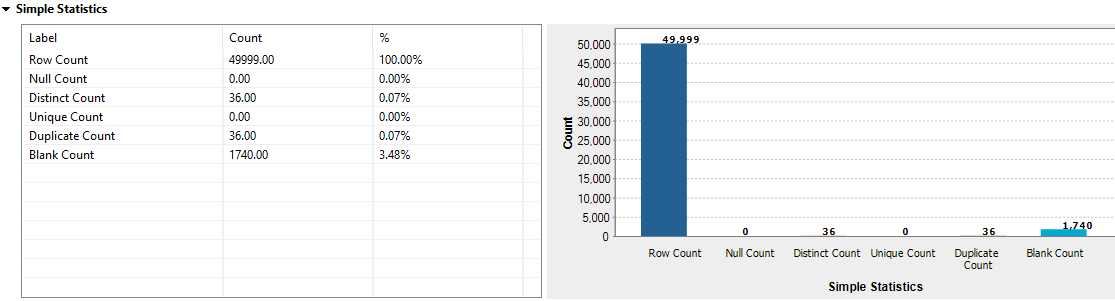 Simple Statistics
Label Count %
Row Count 49999.00 100.00%
Null Count 0.00 0.00%
Distinct Count 36.00 0.07%
Unique Count 0.00 0.00%
Duplicate Count 36.00 0.07%
Blank Count 1740.00 3.48%
Count
50,000
45,000
40,000
35,000
30,000
25,000
20,000
15,000
10,000
5,000
0
49,999
0
36
0
36
1,740
Row Count Null Count Distinct Count Unique Count Duplicate Blank Count
Count
Simple Statistics